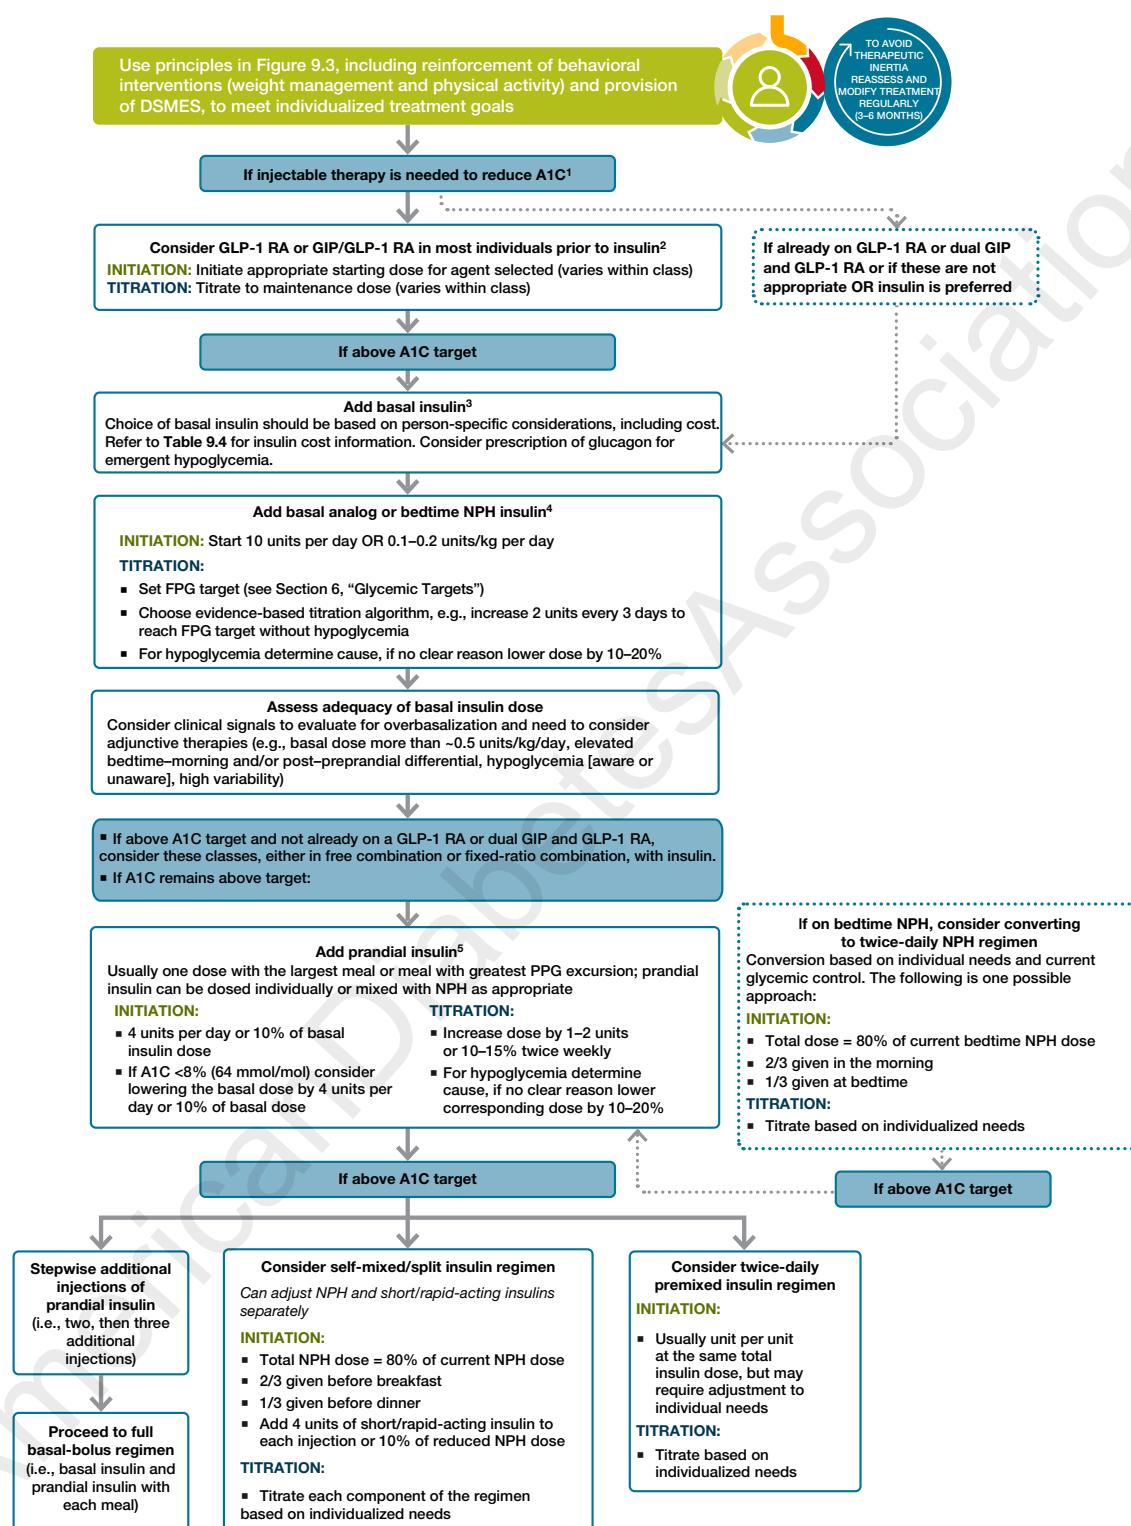 Use principles in Figure 9.3, including reinforcement of behavioral
interventions (weight management and physical activity) and provision
of DSMES, to meet individualized treatment goals
TO AVOID
THERAPEUTIC
INERTIA
REASSESS AND
MODIFY TREATMENT
REGULARLY
(3–6 MONTHS)
If injectable therapy is needed to reduce A1C¹
Consider GLP-1 RA or GIP/GLP-1 RA in most individuals prior to insulin²
INITIATION: Initiate appropriate starting dose for agent selected (varies within class)
TITRATION: Titrate to maintenance dose (varies within class)
If already on GLP-1 RA or dual GIP
and GLP-1 RA or if these are not
appropriate OR insulin is preferred
If above A1C target
Add basal insulin³
Choice of basal insulin should be based on person-specific considerations, including cost.
Refer to Table 9.4 for insulin cost information. Consider prescription of glucagon for
emergent hypoglycemia.
Add basal analog or bedtime NPH insulin⁴
INITIATION: Start 10 units per day OR 0.1–0.2 units/kg per day
TITRATION:
■ Set FPG target (see Section 6, “Glycemic Targets”)
■ Choose evidence-based titration algorithm, e.g., increase 2 units every 3 days to
reach FPG target without hypoglycemia
■ For hypoglycemia determine cause, if no clear reason lower dose by 10–20%
Assess adequacy of basal insulin dose
Consider clinical signals to evaluate for overbasalization and need to consider
adjunctive therapies (e.g., basal dose more than ~0.5 units/kg/day, elevated
bedtime–morning and/or post–preprandial differential, hypoglycemia [aware or
unaware], high variability)
■ If above A1C target and not already on a GLP-1 RA or dual GIP and GLP-1 RA,
consider these classes, either in free combination or fixed-ratio combination, with insulin.
■ If A1C remains above target:
Add prandial insulin⁵
Usually one dose with the largest meal or meal with greatest PPG excursion; prandial
insulin can be dosed individually or mixed with NPH as appropriate
INITIATION:
■ 4 units per day or 10% of basal
insulin dose
■ If A1C <8% (64 mmol/mol) consider
lowering the basal dose by 4 units per
day or 10% of basal dose
TITRATION:
■ Increase dose by 1–2 units
or 10–15% twice weekly
■ For hypoglycemia determine
cause, if no clear reason lower
corresponding dose by 10–20%
If on bedtime NPH, consider converting
to twice-daily NPH regimen
Conversion based on individual needs and current
glycemic control. The following is one possible
approach:
INITIATION:
■ Total dose = 80% of current bedtime NPH dose
■ 2/3 given in the morning
■ 1/3 given at bedtime
TITRATION:
■ Titrate based on individualized needs
If above A1C target
If above A1C target
Stepwise additional
injections of
prandial insulin
(i.e., two, then three
additional
injections)
Proceed to full
basal-bolus regimen
(i.e., basal insulin and
prandial insulin with
each meal)
Consider self-mixed/split insulin regimen
Can adjust NPH and short/rapid-acting insulins
separately
INITIATION:
■ Total NPH dose = 80% of current NPH dose
■ 2/3 given before breakfast
■ 1/3 given before dinner
■ Add 4 units of short/rapid-acting insulin to
each injection or 10% of reduced NPH dose
TITRATION:
■ Titrate each component of the regimen
based on individualized needs
Consider twice-daily
premixed insulin regimen
INITIATION:
■ Usually unit per unit
at the same total
insulin dose, but may
require adjustment to
individual needs
TITRATION:
■ Titrate based on
individualized needs
American Diabetes Association